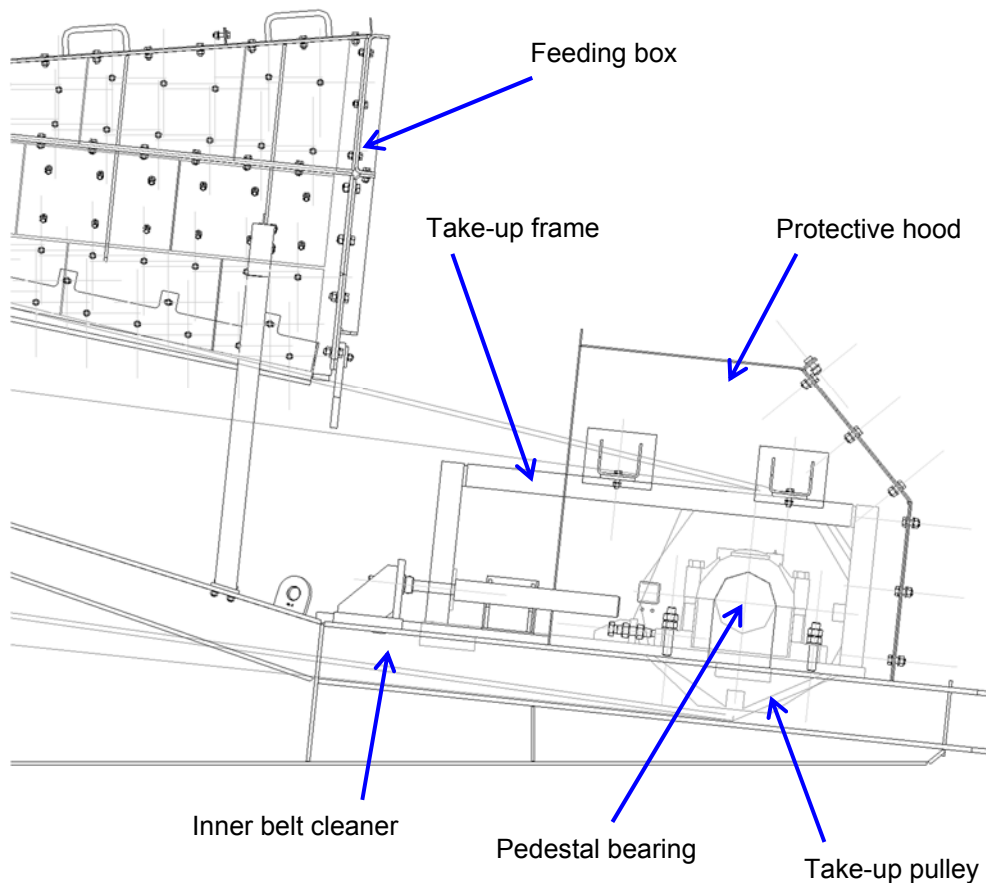 Feeding box
Take-up frame
Protective hood
Inner belt cleaner
Pedestal bearing
Take-up pulley